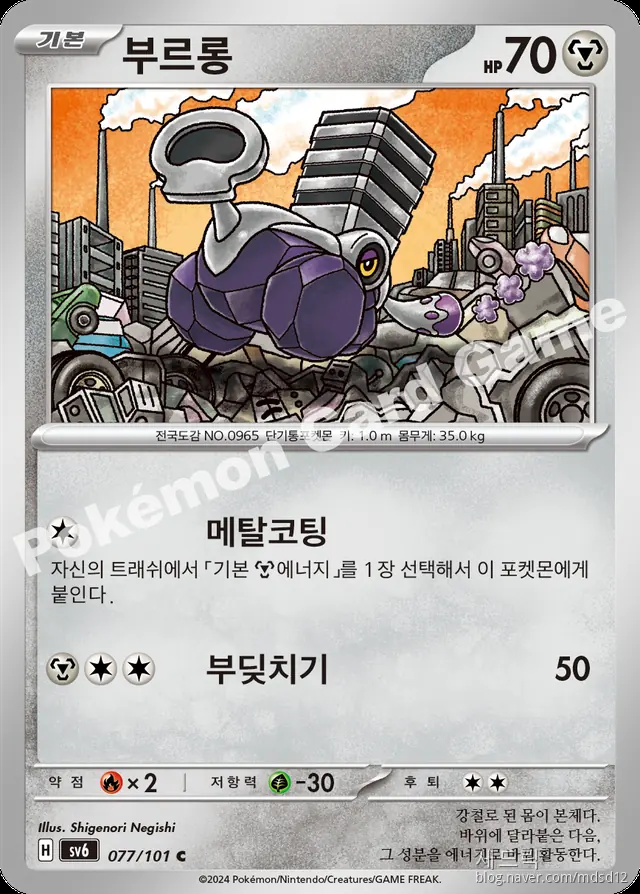 기본 부르롱 HP 70
전국도감 NO.0965 단기통포켓몬 키: 1.0 m 몸무게: 35.0 kg
Pokémon Card Game
메탈코팅
자신의 트래쉬에서 「기본 에너지」를 1장 선택해서 이 포켓몬에게
붙인다.
부딪치기 50
약점 ×2 저항력 -30 후퇴
Illus. Shigenori Negishi
강철로 된 몸이 본체다.
바위에 달라붙은 다음,
그 성분을 에너지로 바꿔 활동한다.
H sv6 077/101 C
©2024 Pokémon/Nintendo/Creatures/GAME FREAK.
blog.naver.com/mdsd12